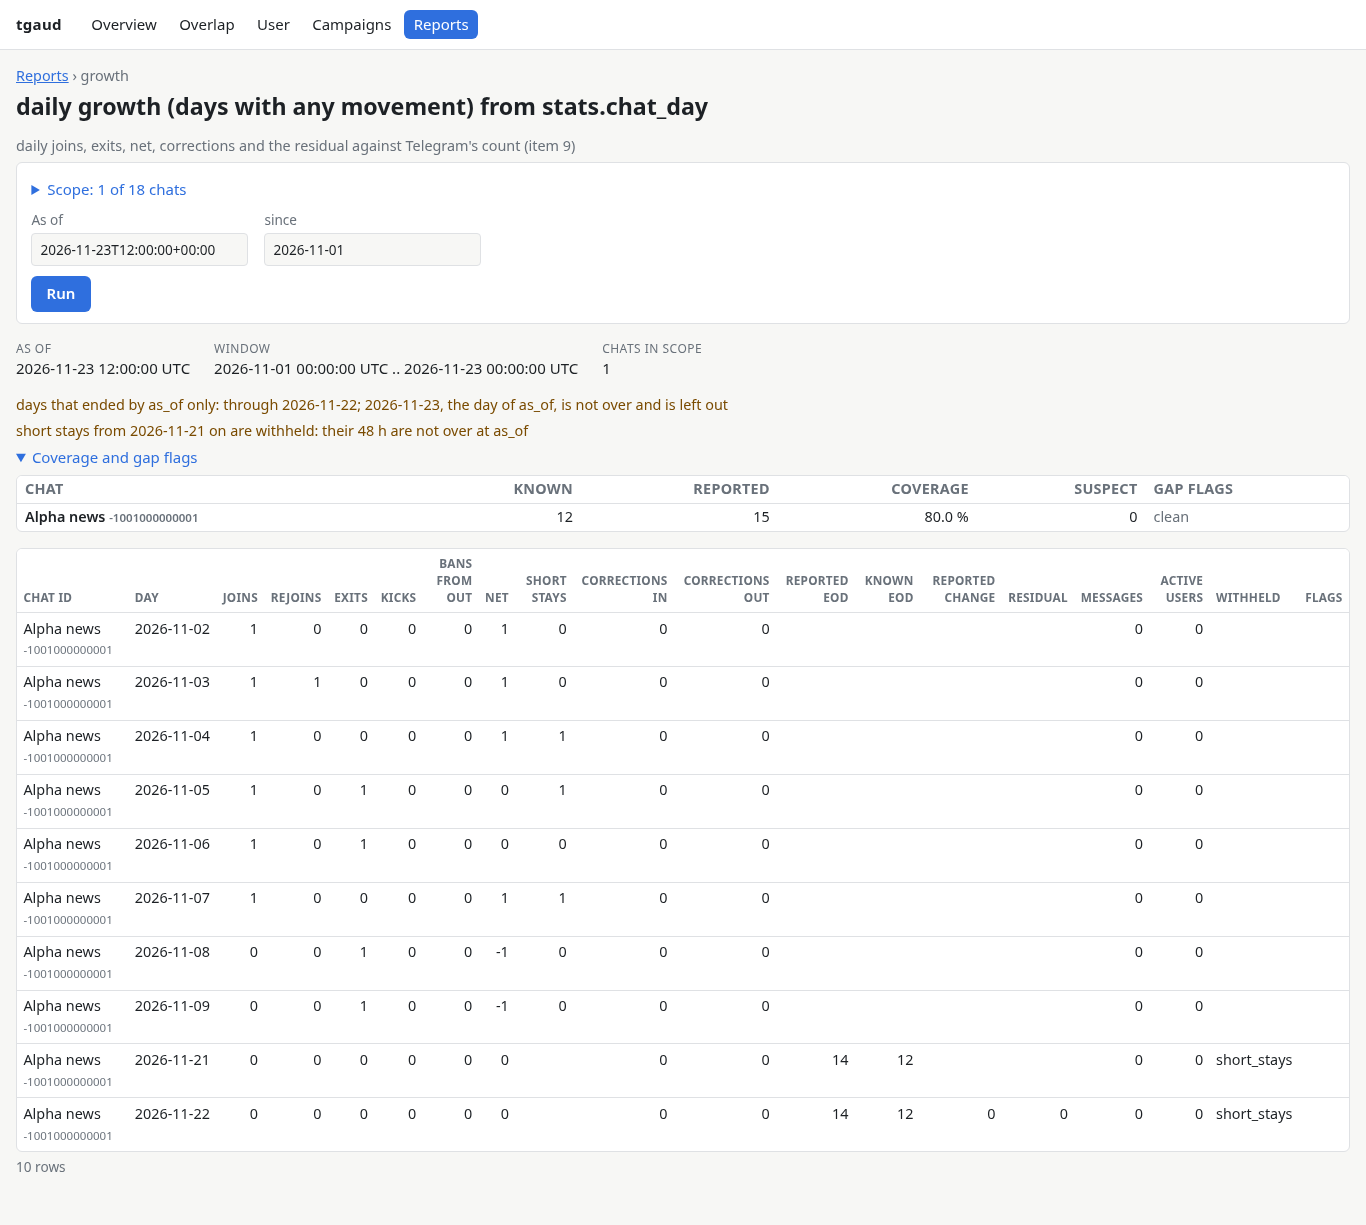 tgaud Overview Overlap User Campaigns Reports
Reports › growth
daily growth (days with any movement) from stats.chat_day
daily joins, exits, net, corrections and the residual against Telegram's count (item 9)
▶ Scope: 1 of 18 chats
As of since
2026-11-23T12:00:00+00:00 2026-11-01
Run
AS OF WINDOW CHATS IN SCOPE
2026-11-23 12:00:00 UTC 2026-11-01 00:00:00 UTC .. 2026-11-23 00:00:00 UTC 1
days that ended by as_of only: through 2026-11-22; 2026-11-23, the day of as_of, is not over and is left out
short stays from 2026-11-21 on are withheld: their 48 h are not over at as_of
▼ Coverage and gap flags
CHAT KNOWN REPORTED COVERAGE SUSPECT GAP FLAGS
Alpha news -1001000000001 12 15 80.0 % 0 clean
CHAT ID DAY JOINS REJOINS EXITS KICKS BANS FROM OUT NET SHORT STAYS CORRECTIONS IN CORRECTIONS OUT REPORTED EOD KNOWN EOD REPORTED CHANGE RESIDUAL MESSAGES ACTIVE USERS WITHHELD FLAGS
Alpha news 2026-11-02 1 0 0 0 0 1 0 0 0 0 0
-1001000000001
Alpha news 2026-11-03 1 1 0 0 0 1 0 0 0 0 0
-1001000000001
Alpha news 2026-11-04 1 0 0 0 0 1 1 0 0 0 0
-1001000000001
Alpha news 2026-11-05 1 0 1 0 0 0 1 0 0 0 0
-1001000000001
Alpha news 2026-11-06 1 0 1 0 0 0 0 0 0 0 0
-1001000000001
Alpha news 2026-11-07 1 0 0 0 0 1 1 0 0 0 0
-1001000000001
Alpha news 2026-11-08 0 0 1 0 0 -1 0 0 0 0 0
-1001000000001
Alpha news 2026-11-09 0 0 1 0 0 -1 0 0 0 0 0
-1001000000001
Alpha news 2026-11-21 0 0 0 0 0 0 0 0 14 12 0 0 short_stays
-1001000000001
Alpha news 2026-11-22 0 0 0 0 0 0 0 0 14 12 0 0 0 0 short_stays
-1001000000001
10 rows